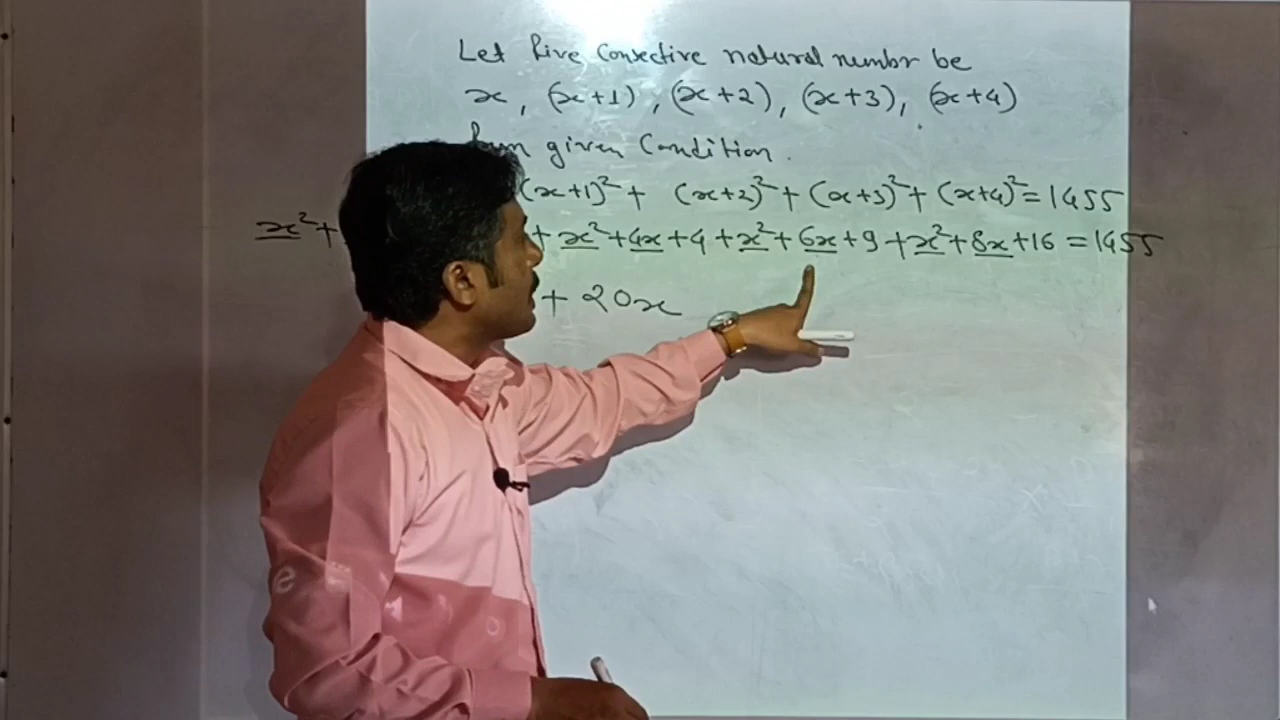 Let five Consective natural numbr be
x, (x+1), (x+2), (x+3), (x+4)
given Condition.
(x+1)²+ (x+2)²+(x+3)²+(x+4)²=1455
x²+ + x²+4x+4+x²+6x+9+x²+8x+16=1455
+ 20x